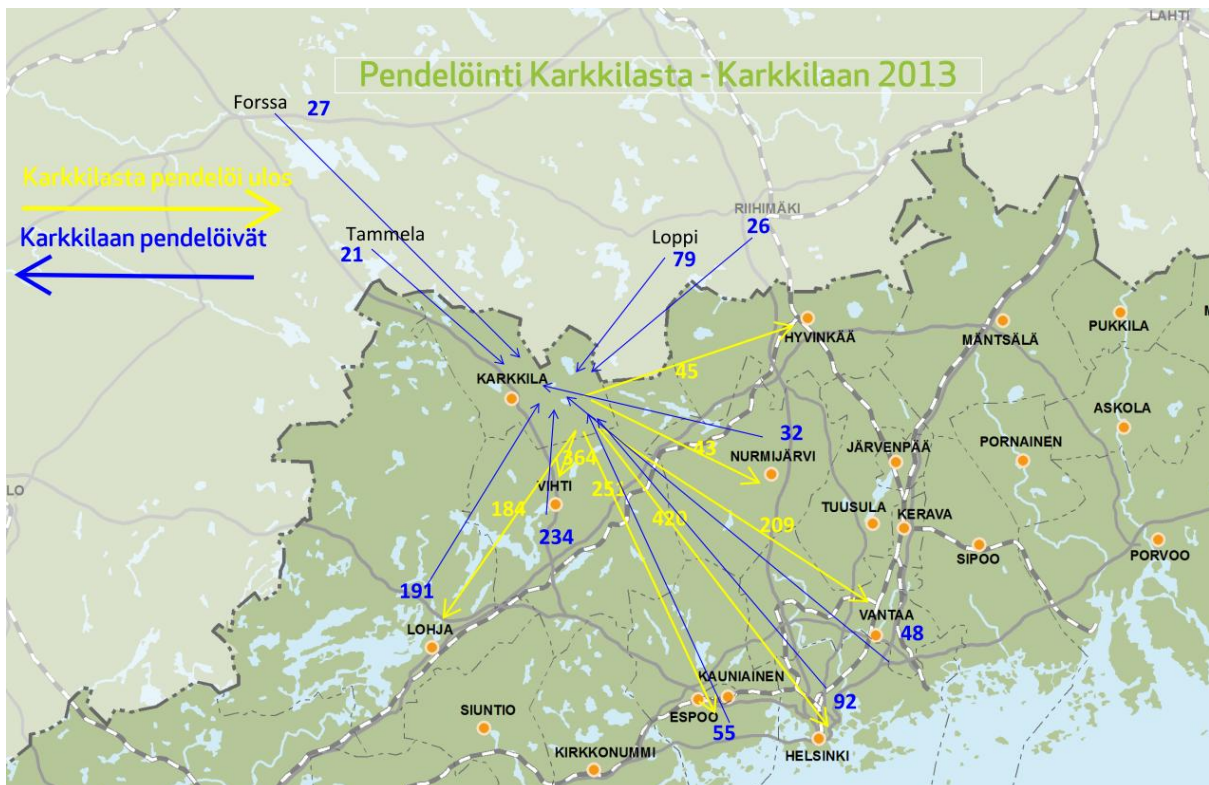 LAHTI
Pendelöinti Karkkilasta - Karkkilaan 2013
Forssa 27
Karkkilasta pendelöi ulos
RIIHIMÄKI
26
Karkkilaan pendelöivät
Tammela
21
Loppi
79
HYVINKÄÄ
MÄNTSÄLÄ
PUKKILA
45
KARKKILA
ASKOLA
32
43
NURMIJÄRVI
JÄRVENPÄÄ
PORNAINEN
364
VIHTI
251
184
420
209
TUUSULA
KERAVA
234
SIPOO
PORVOO
191
LOHJA
VANTAA
48
KAUNIAINEN
ESPOO
92
55
SIUNTIO
KIRKKONUMMI
HELSINKI